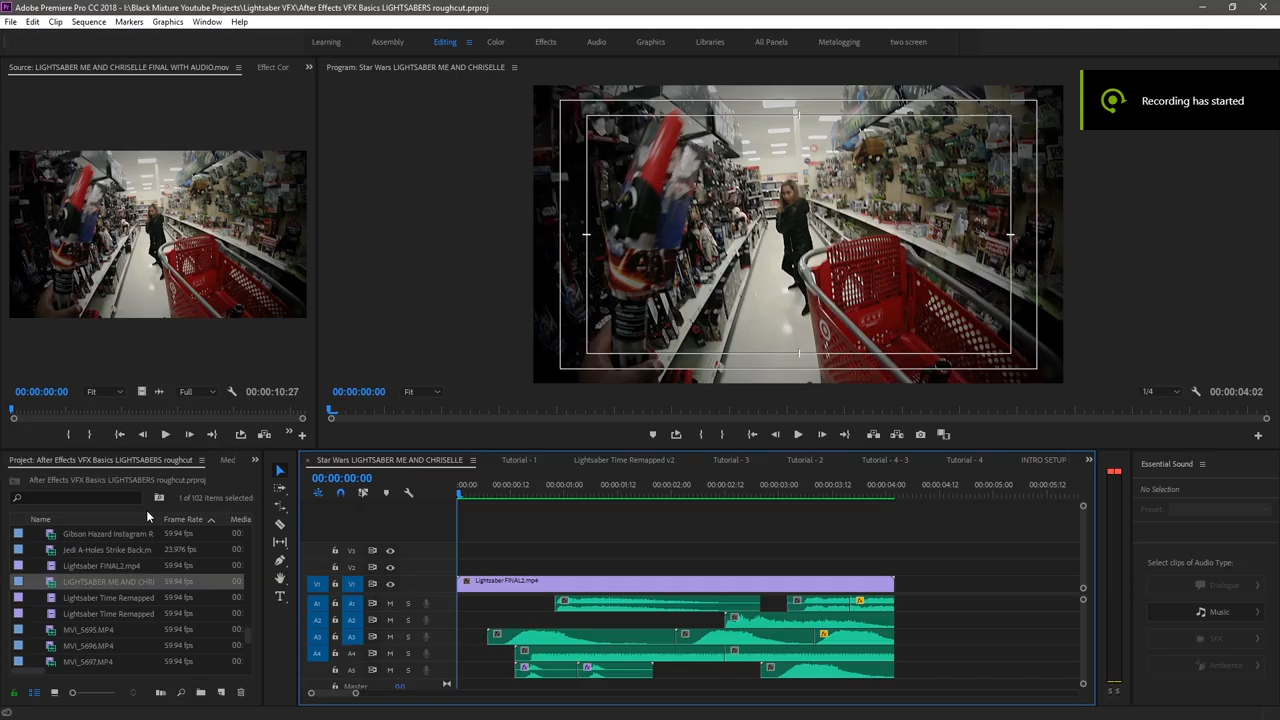 Adobe Premiere Pro CC 2018 - I:\Black Mixture Youtube Projects\Lightsaber VFX\After Effects VFX Basics LIGHTSABERS roughcut.prproj
File Edit Clip Sequence Markers Graphics Window Help
Learning Assembly Editing Color Effects Audio Graphics Libraries All Panels Metalogging two screen
Source: LIGHTSABER ME AND CHRISELLE FINAL WITH AUDIO.mov Effect Cor
Program: Star Wars LIGHTSABER ME AND CHRISELLE
Recording has started
00:00:00:00 Fit Full 00:00:10:27
00:00:00:00 Fit 1/4 00:00:04:02
Project: After Effects VFX Basics LIGHTSABERS roughcut Med
After Effects VFX Basics LIGHTSABERS roughcut.prproj
1 of 102 items selected
Name Frame Rate Media
Gibson Hazard Instagram R 59.94 fps 00:
Jedi A-Holes Strike Back.m 23.976 fps 00:
Lightsaber FINAL2.mp4 59.94 fps 00:
LIGHTSABER ME AND CHRI 59.94 fps 00:
Lightsaber Time Remapped 59.94 fps 00:
Lightsaber Time Remapped 59.94 fps 00:
MVI_5695.MP4 59.94 fps 00:
MVI_5696.MP4 59.94 fps 00:
MVI_5697.MP4 59.94 fps 00:
Star Wars LIGHTSABER ME AND CHRISELLE Tutorial - 1 Lightsaber Time Remapped v2 Tutorial - 3 Tutorial - 2 Tutorial - 4 - 3 Tutorial - 4 INTRO SETUP
00:00:00:00
:00:00 00:00:00:12 00:00:01:00 00:00:01:12 00:00:02:00 00:00:02:12 00:00:03:00 00:00:03:12 00:00:04:00 00:00:04:12 00:00:05:00 00:00:05:12
V3
V2
V1 V1 Lightsaber FINAL2.mp4
A1 A1 M S
A2 A2 M S
A3 A3 M S
A4 A4 M S
A5 A5 M S
Master 0.0
S S
Essential Sound
No Selection
Preset:
Select clips of Audio Type:
Dialogue
Music
SFX
Ambience